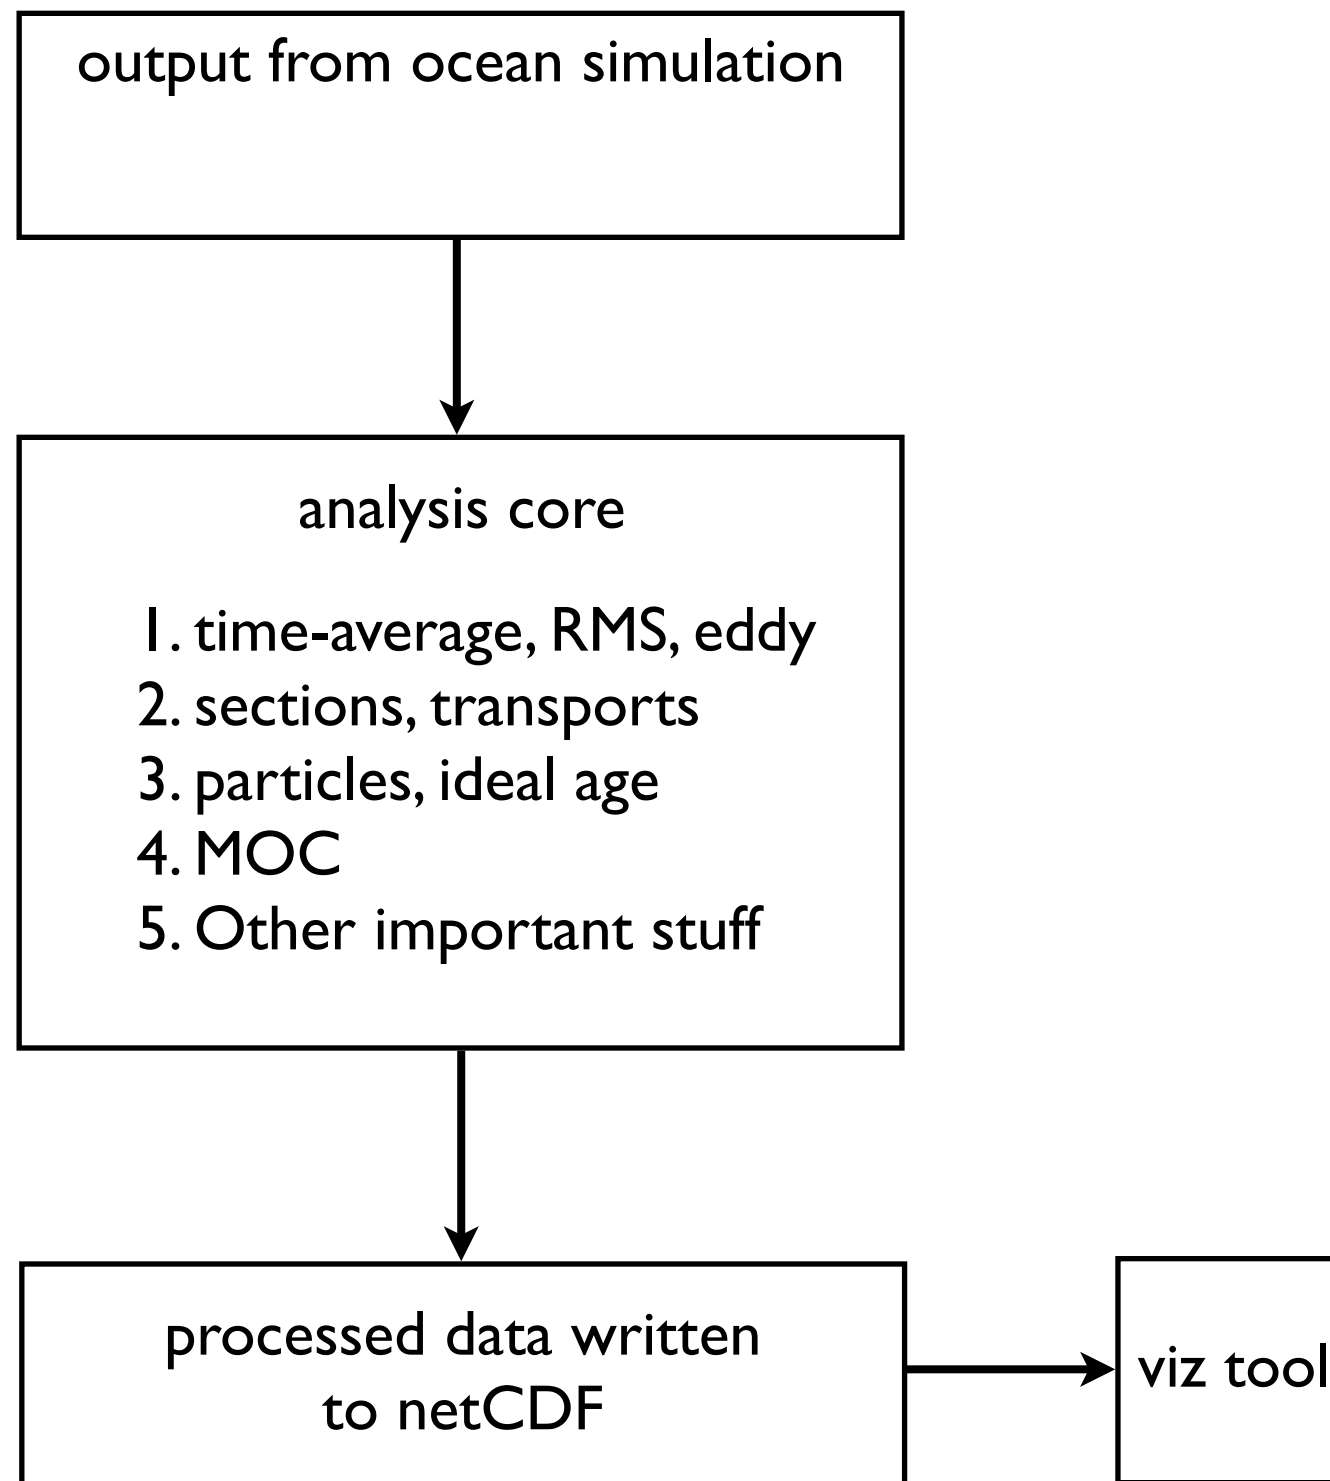 output from ocean simulation
analysis core
1. time-average, RMS, eddy
2. sections, transports
3. particles, ideal age
4. MOC
5. Other important stuff
processed data written
to netCDF
viz tool